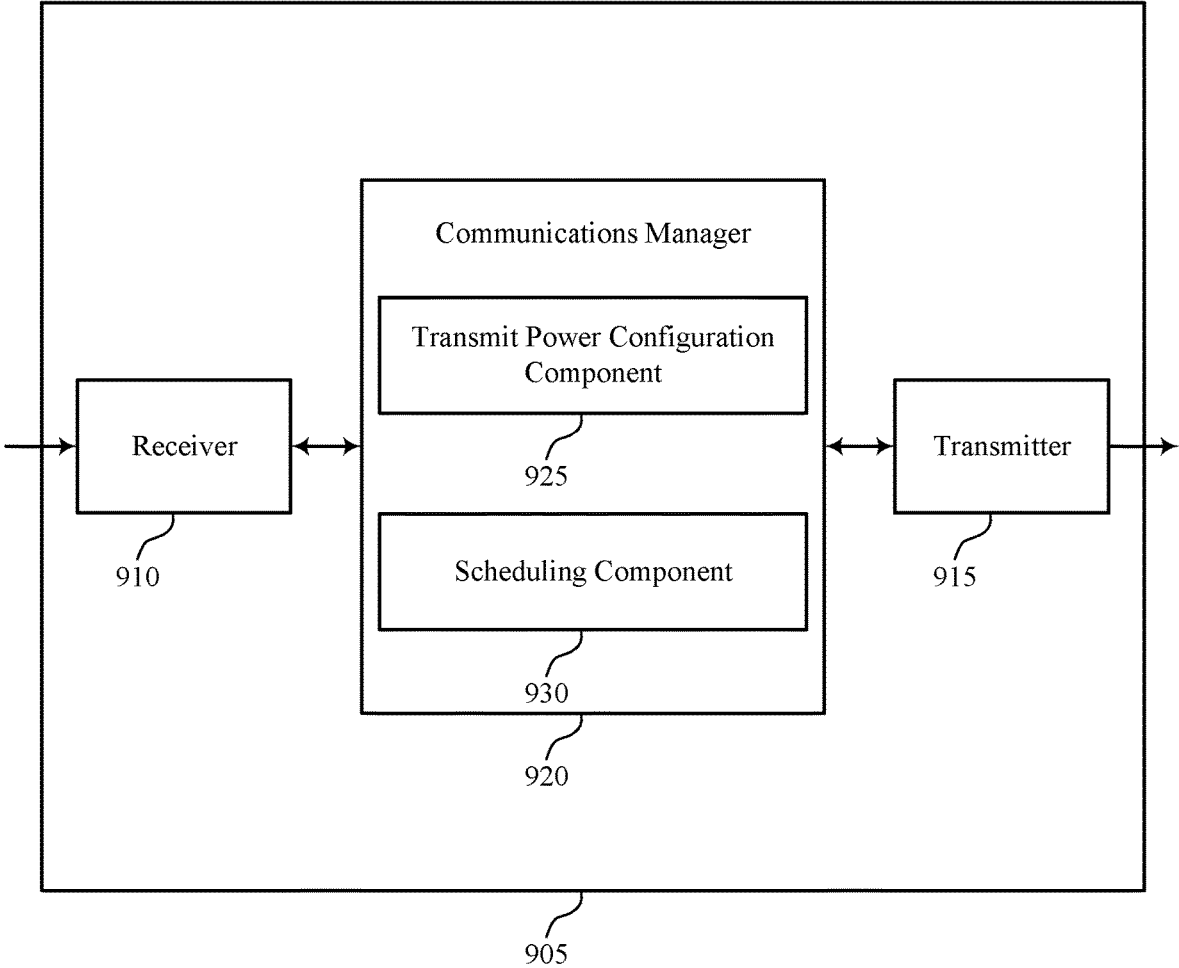 Communications Manager
Transmit Power Configuration
Component
925
Receiver
910
Transmitter
915
Scheduling Component
930
920
905